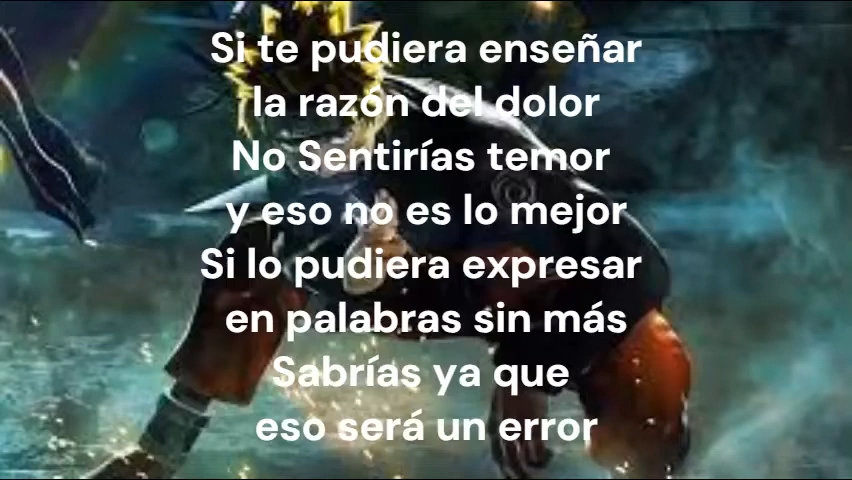 Si te pudiera enseñar
la razón del dolor
No Sentirías temor
y eso no es lo mejor
Si lo pudiera expresar
en palabras sin más
Sabrías ya que
eso será un error